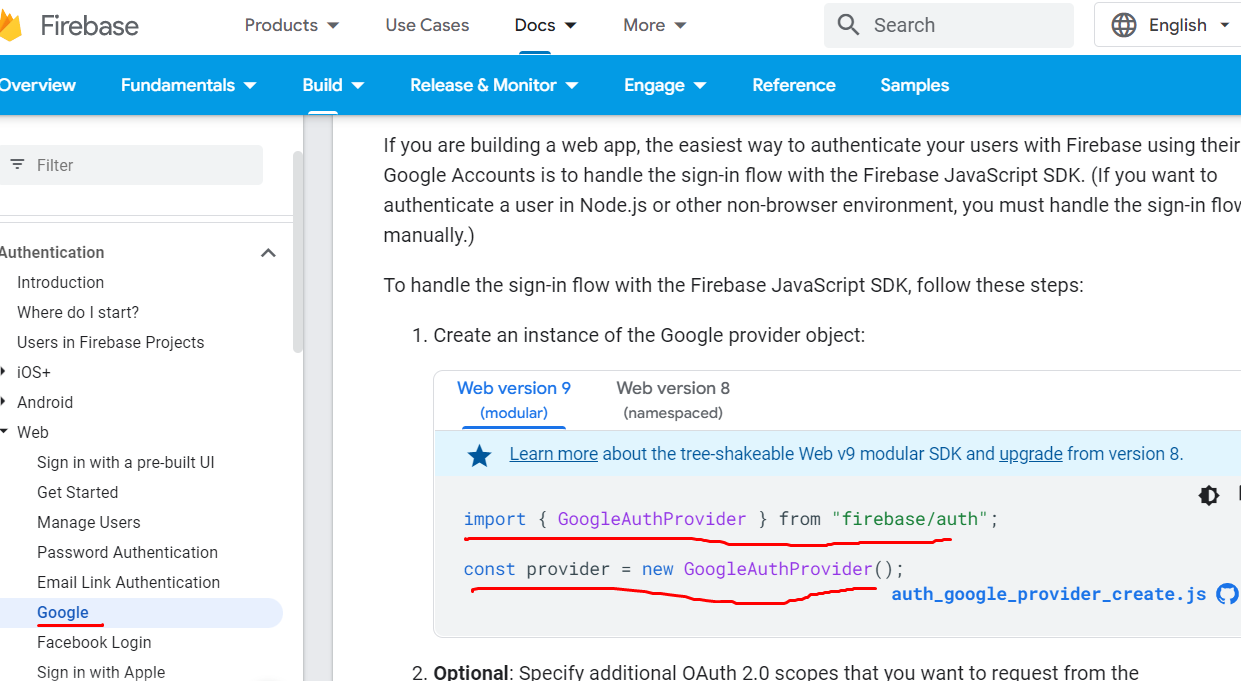 Firebase
Products
Use Cases
Docs
More
Search
English
Overview
Fundamentals
Build
Release & Monitor
Engage
Reference
Samples
Filter
Authentication
Introduction
Where do I start?
Users in Firebase Projects
iOS+
Android
Web
Sign in with a pre-built UI
Get Started
Manage Users
Password Authentication
Email Link Authentication
Google
Facebook Login
Sign in with Apple
If you are building a web app, the easiest way to authenticate your users with Firebase using their
Google Accounts is to handle the sign-in flow with the Firebase JavaScript SDK. (If you want to
authenticate a user in Node.js or other non-browser environment, you must handle the sign-in flow
manually.)
To handle the sign-in flow with the Firebase JavaScript SDK, follow these steps:
1. Create an instance of the Google provider object:
Web version 9
(modular)
Web version 8
(namespaced)
Learn more about the tree-shakeable Web v9 modular SDK and upgrade from version 8.
import { GoogleAuthProvider } from "firebase/auth";
const provider = new GoogleAuthProvider();
auth_google_provider_create.js
2. Optional: Specify additional OAuth 2.0 scopes that you want to request from the